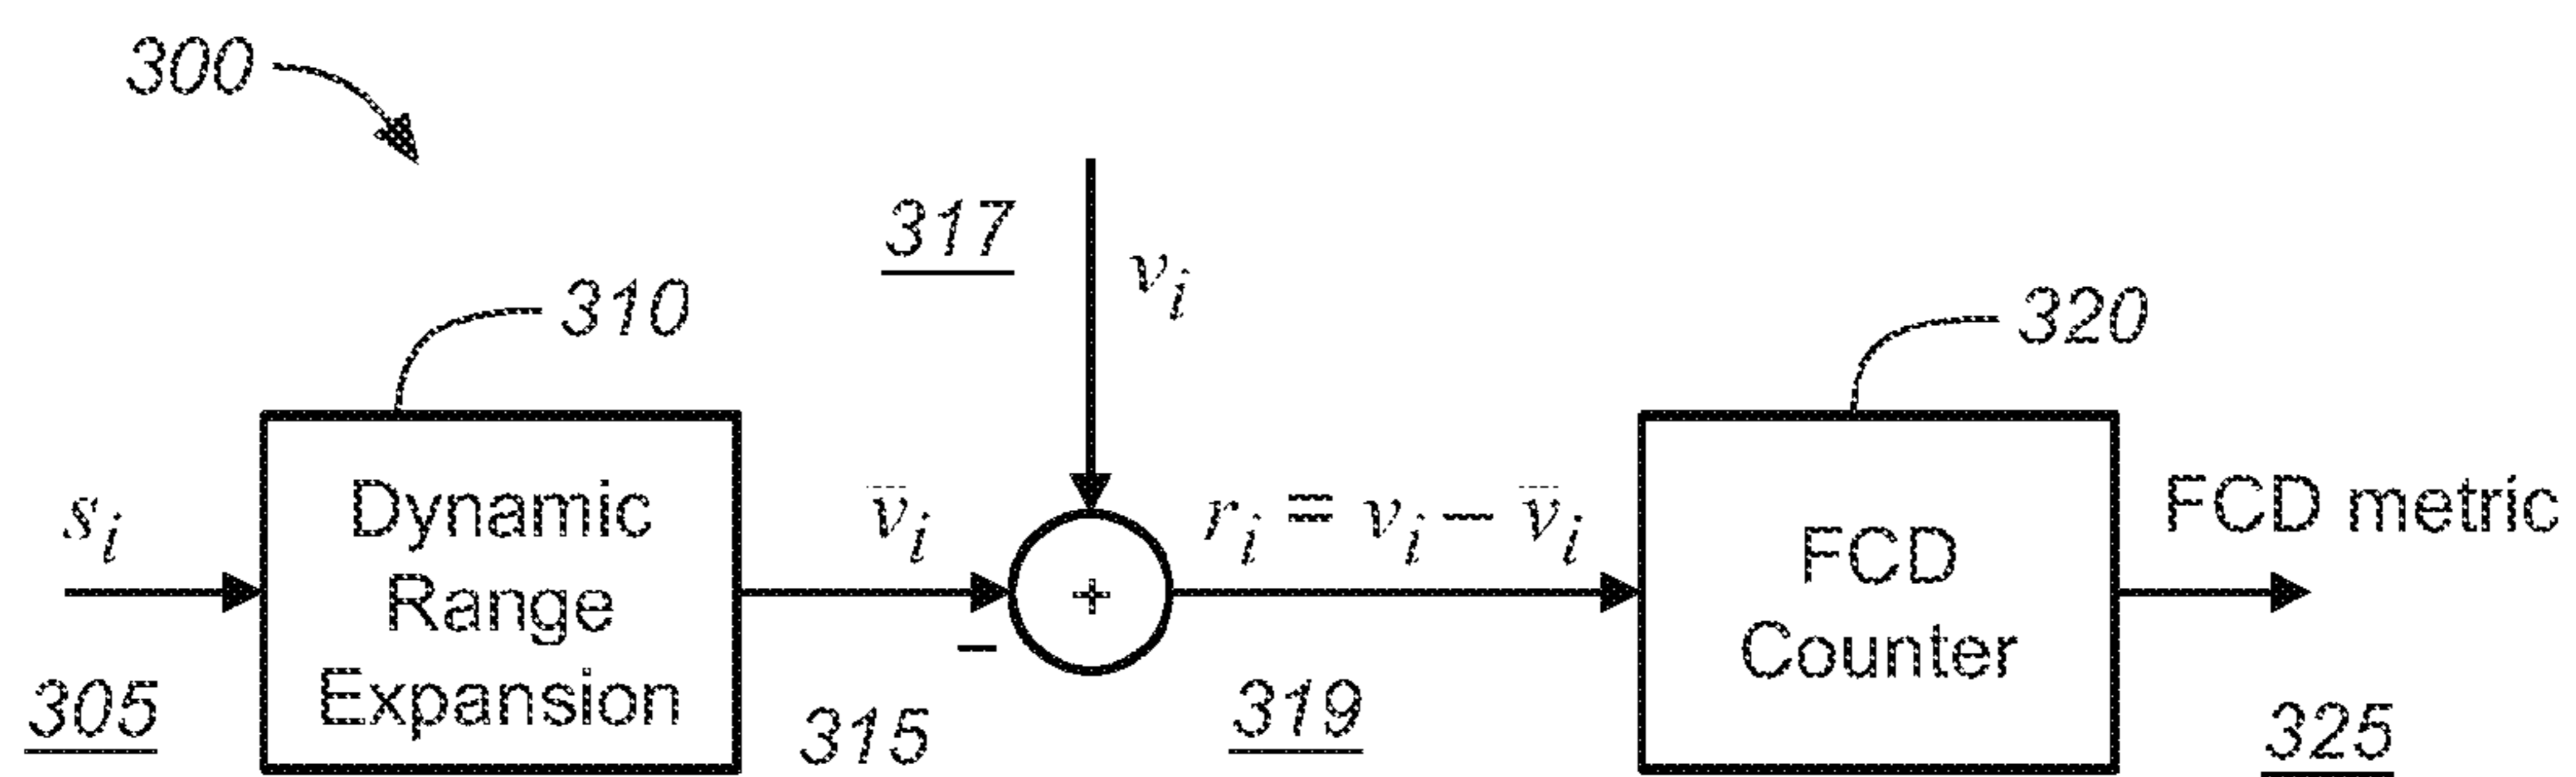 300
317
v_i
310
320
s_i
Dynamic
Range
Expansion
v̄_i
+
−
r_i = v_i − v̄_i
FCD
Counter
FCD metric
305
315
319
325